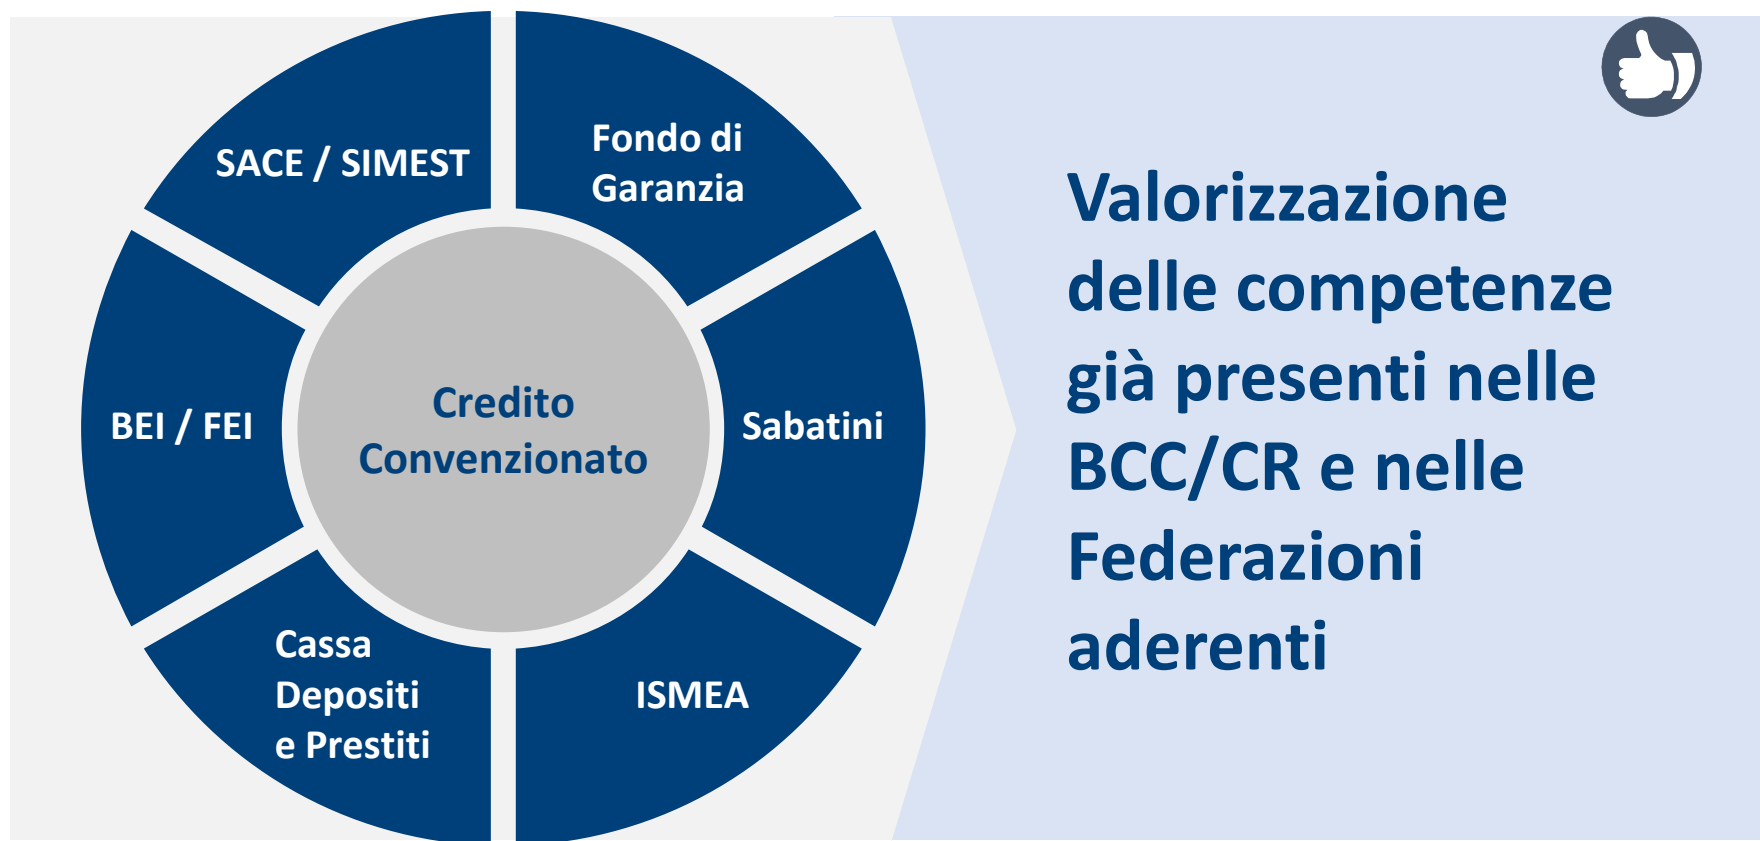 SACE / SIMEST
Fondo di
Garanzia
BEI / FEI
Credito
Convenzionato
Sabatini
Cassa
Depositi
e Prestiti
ISMEA
Valorizzazione
delle competenze
già presenti nelle
BCC/CR e nelle
Federazioni
aderenti